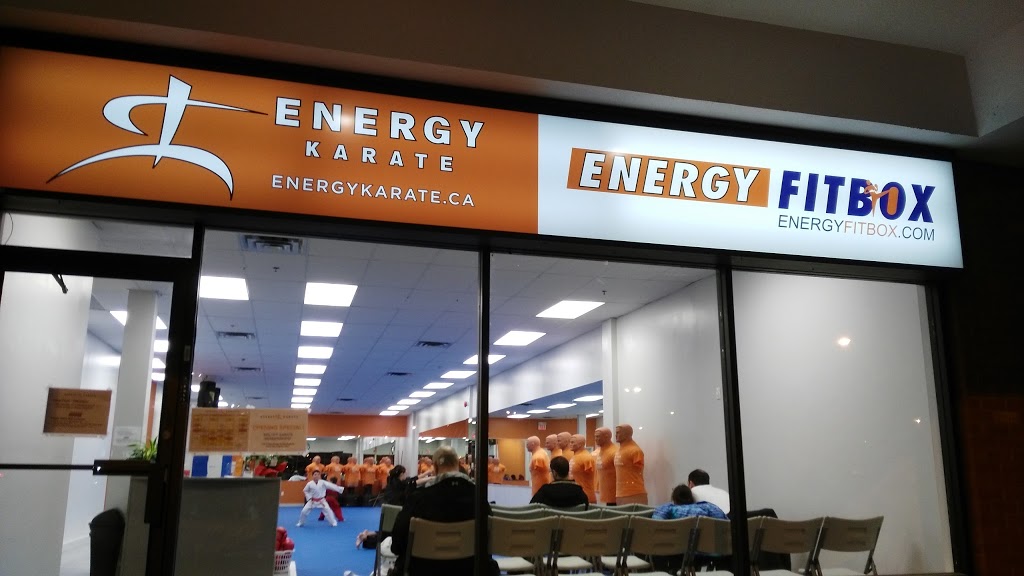 ENERGY
KARATE
ENERGYKARATE.CA
ENERGY FITBOX
ENERGYFITBOX.COM